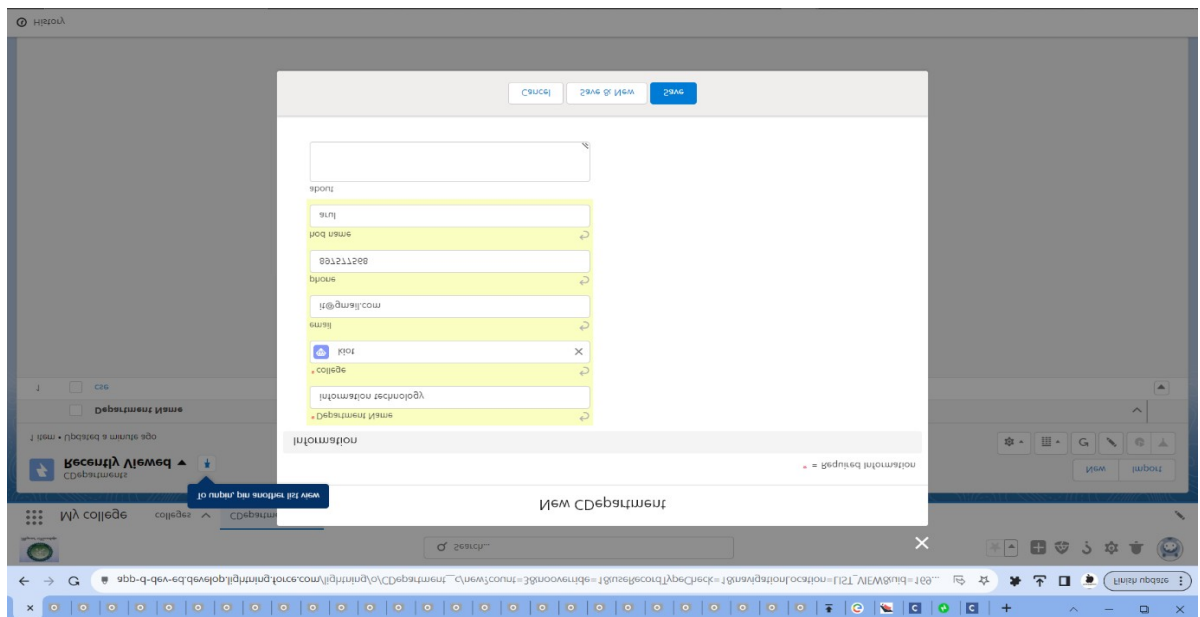 Finish update
app-d-dev-ed.develop.lightning.force.com/lightning/o/CDepartment__c/new?count=3&nooverride=1&useRecordTypeCheck=1&navigationLocation=LIST_VIEW&uid=169...
Search...
My college
colleges
CDepartm
To unpin, pin another list view
New CDepartment
CDepartments
Recently Viewed
New
Import
* = Required Information
1 item • Updated a minute ago
Information
Department Name
*Department Name
information technology
1
cse
*college
kiot
email
it@gmail.com
phone
897577568
hod name
arul
about
Cancel
Save & New
Save
History